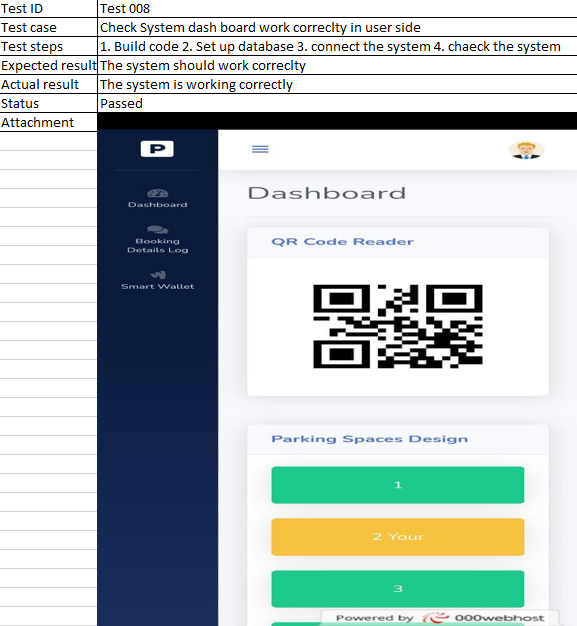 Test ID Test 008
Test case Check System dash board work correclty in user side
Test steps 1. Build code 2. Set up database 3. connect the system 4. chaeck the system
Expected result The system should work correclty
Actual result The system is working correctly
Status Passed
Attachment
P
Dashboard
Booking
Details Log
Smart Wallet
Dashboard
QR Code Reader
Parking Spaces Design
1
2 Your
3
Powered by 000webhost